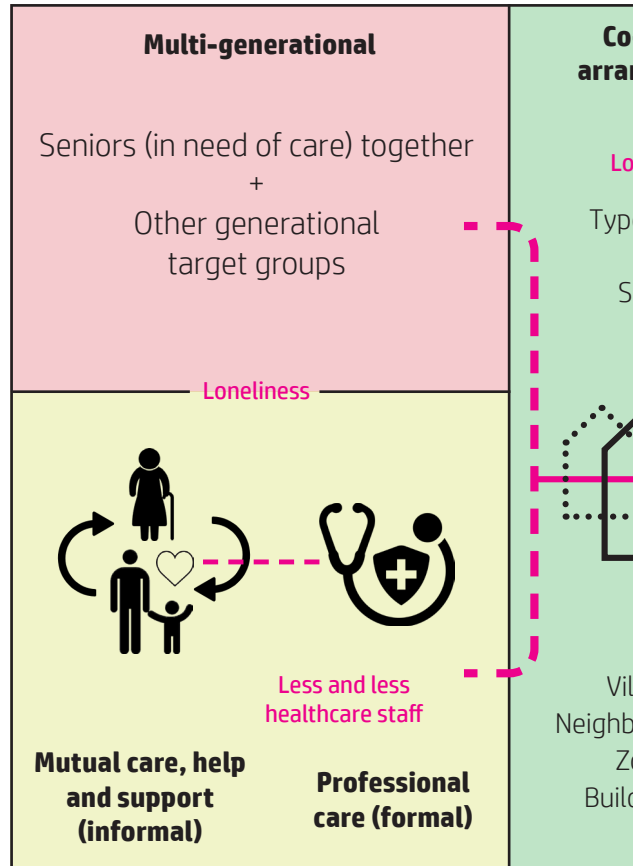 Multi-generational
Seniors (in need of care) together
+
Other generational
target groups
Loneliness
Less and less
healthcare staff
Mutual care, help
and support
(informal)
Professional
care (formal)